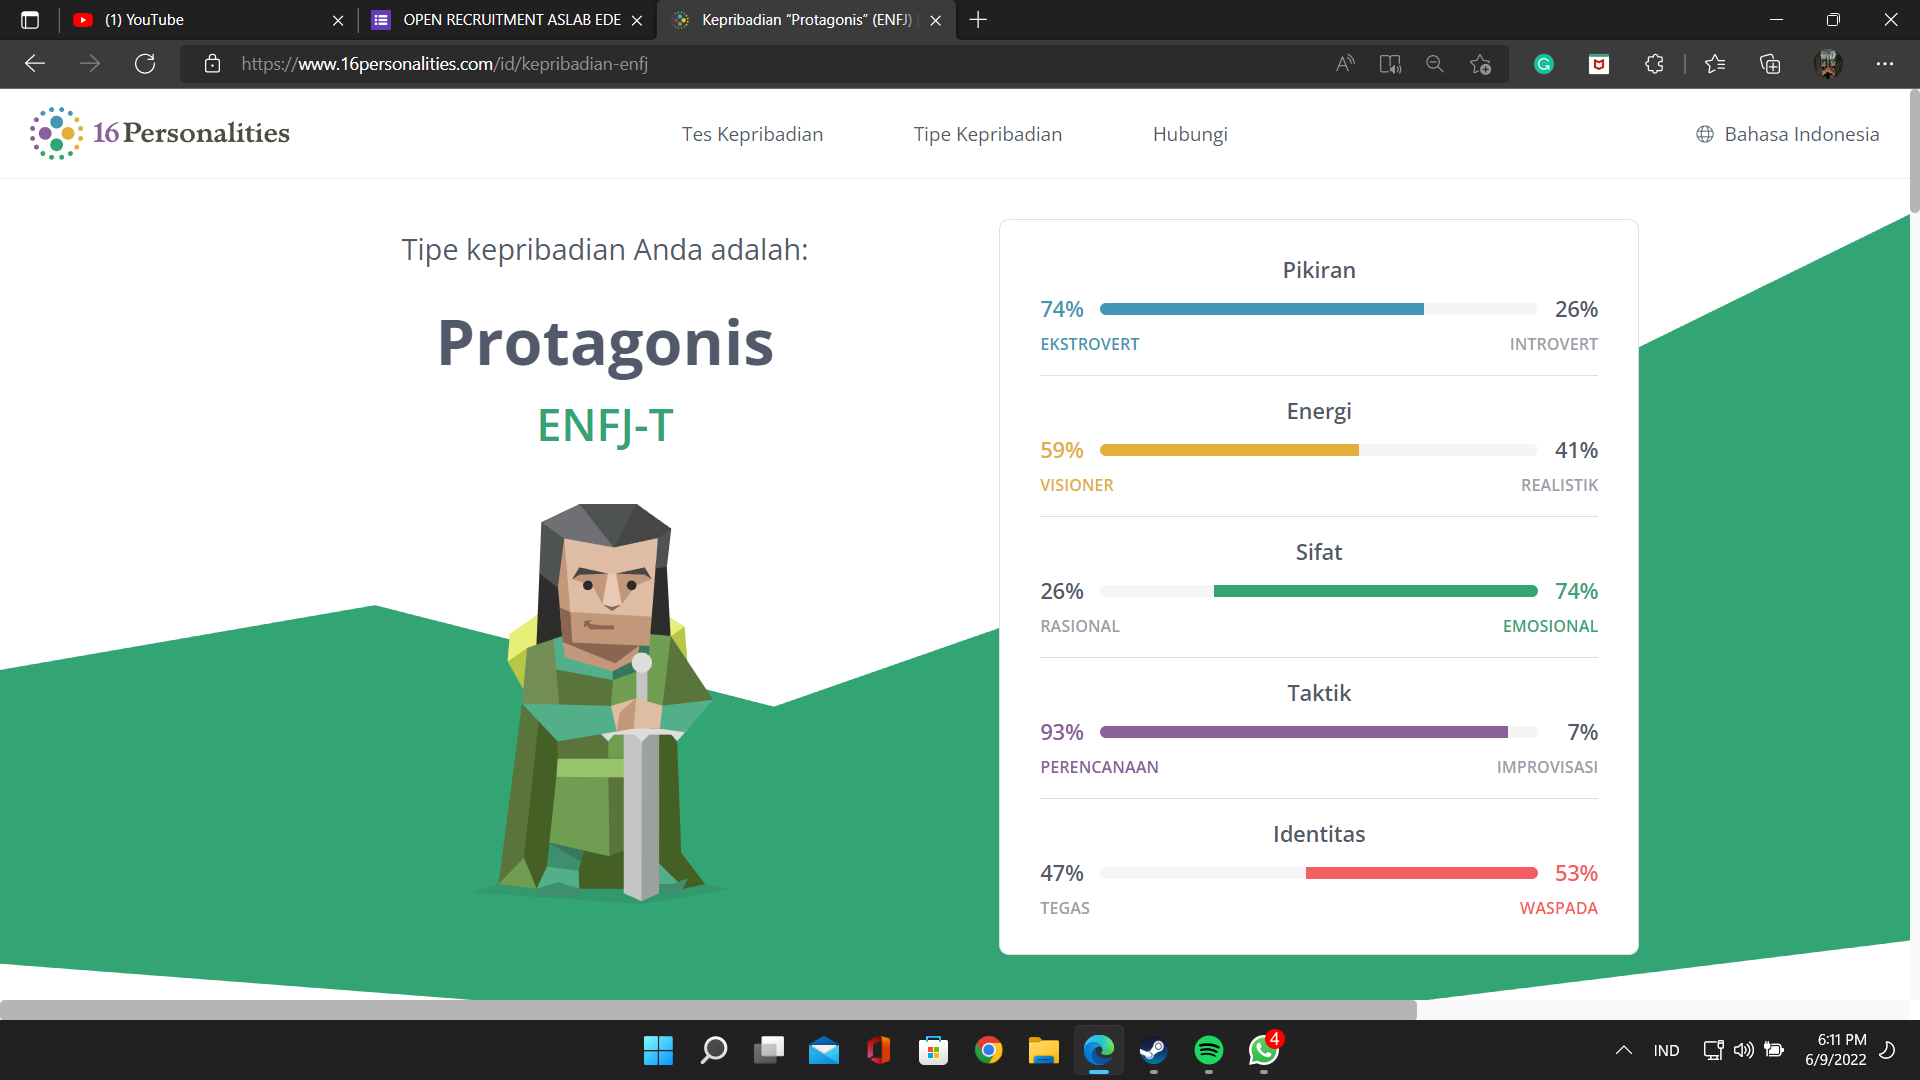 (1) YouTube
OPEN RECRUITMENT ASLAB EDE
Kepribadian “Protagonis” (ENFJ)
https://www.16personalities.com/id/kepribadian-enfj
16Personalities
Tes Kepribadian
Tipe Kepribadian
Hubungi
Bahasa Indonesia
Tipe kepribadian Anda adalah:
Protagonis
ENFJ-T
Pikiran
74% 26%
EKSTROVERT INTROVERT
Energi
59% 41%
VISIONER REALISTIK
Sifat
26% 74%
RASIONAL EMOSIONAL
Taktik
93% 7%
PERENCANAAN IMPROVISASI
Identitas
47% 53%
TEGAS WASPADA
4
IND
6:11 PM
6/9/2022